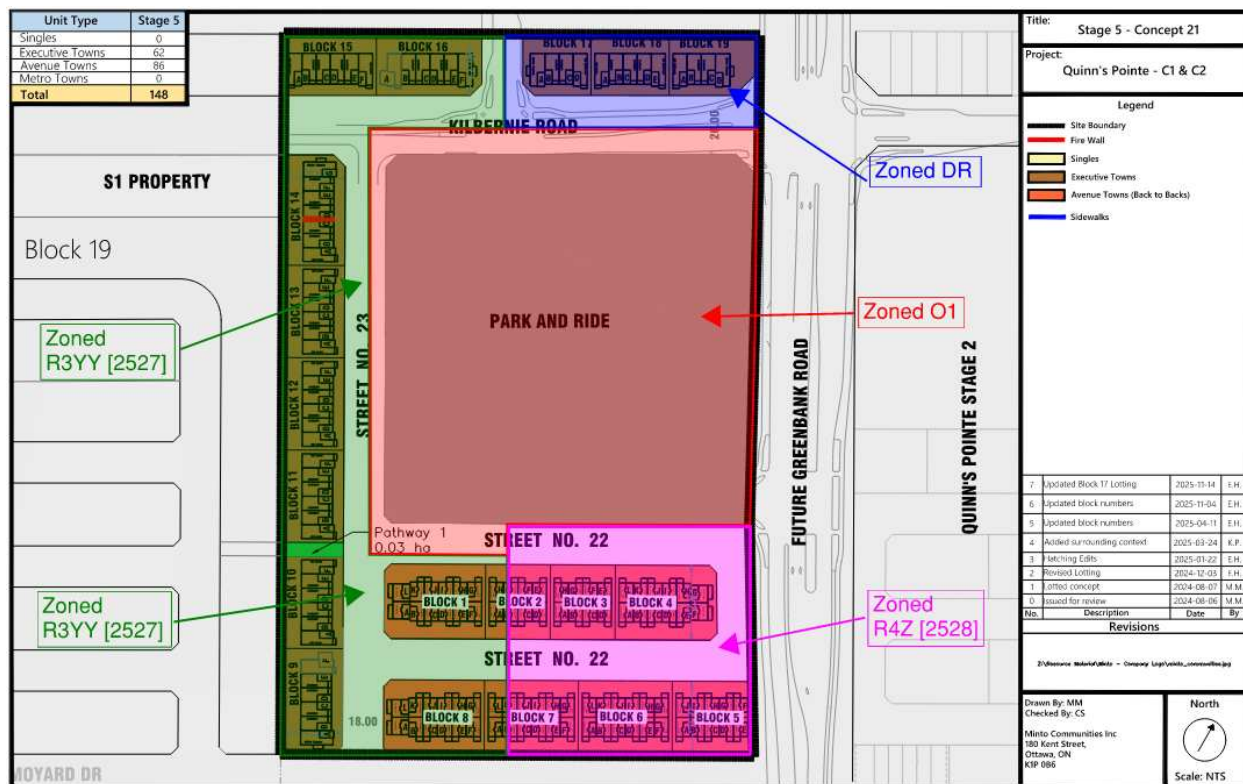 Unit Type Stage 5
Singles 0
Executive Towns 62
Avenue Towns 86
Metro Towns 0
Total 148
BLOCK 15
BLOCK 16
BLOCK 17
BLOCK 18
BLOCK 19
KILBERNIE ROAD
20.00
Zoned DR
S1 PROPERTY
Block 19
BLOCK 14
BLOCK 13
BLOCK 12
BLOCK 11
BLOCK 10
BLOCK 9
STREET NO. 23
Zoned
R3YY [2527]
PARK AND RIDE
Zoned O1
FUTURE GREENBANK ROAD
QUINN'S POINTE STAGE 2
Pathway 1
0.03 ha
STREET NO. 22
Zoned
R3YY [2527]
BLOCK 1
BLOCK 2
BLOCK 3
BLOCK 4
Zoned
R4Z [2528]
STREET NO. 22
18.00
BLOCK 8
BLOCK 7
BLOCK 6
BLOCK 5
MOYARD DR
Title:
Stage 5 - Concept 21
Project:
Quinn's Pointe - C1 & C2
Legend
Site Boundary
Fire Wall
Singles
Executive Towns
Avenue Towns (Back to Backs)
Sidewalks
7 Updated Block 17 Lotting 2025-11-14 E.H.
6 Updated block numbers 2025-11-04 E.H.
5 Updated block numbers 2025-04-11 E.H.
4 Added surrounding context 2025-03-24 K.P.
3 Hatching Edits 2025-01-22 E.H.
2 Revised Lotting 2024-12-03 E.H.
1 Lotted concept 2024-08-07 M.M.
0 Issued for review 2024-08-06 M.M.
No. Description Date By
Revisions
Drawn By: MM
Checked By: CS
Minto Communities Inc
180 Kent Street,
Ottawa, ON
K1P 0B6
North
Scale: NTS